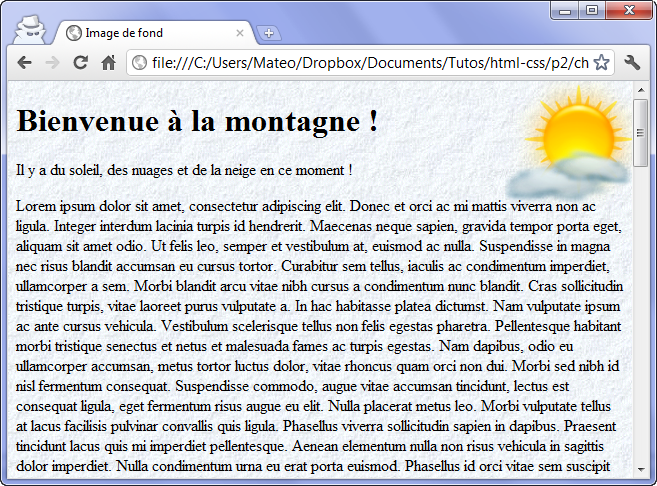 Image de fond
file:///C:/Users/Mateo/Dropbox/Documents/Tutos/html-css/p2/ch
Bienvenue à la montagne !
Il y a du soleil, des nuages et de la neige en ce moment !
Lorem ipsum dolor sit amet, consectetur adipiscing elit. Donec et orci ac mi mattis viverra non ac
ligula. Integer interdum lacinia turpis id hendrerit. Maecenas neque sapien, gravida tempor porta eget,
aliquam sit amet odio. Ut felis leo, semper et vestibulum at, euismod ac nulla. Suspendisse in magna
nec risus blandit accumsan eu cursus tortor. Curabitur sem tellus, iaculis ac condimentum imperdiet,
ullamcorper a sem. Morbi blandit arcu vitae nibh cursus a condimentum nunc blandit. Cras sollicitudin
tristique turpis, vitae laoreet purus vulputate a. In hac habitasse platea dictumst. Nam vulputate ipsum
ac ante cursus vehicula. Vestibulum scelerisque tellus non felis egestas pharetra. Pellentesque habitant
morbi tristique senectus et netus et malesuada fames ac turpis egestas. Nam dapibus, odio eu
ullamcorper accumsan, metus tortor luctus dolor, vitae rhoncus quam orci non dui. Morbi sed nibh id
nisl fermentum consequat. Suspendisse commodo, augue vitae accumsan tincidunt, lectus est
consequat ligula, eget fermentum risus augue eu elit. Nulla placerat metus leo. Morbi vulputate tellus
at lacus facilisis pulvinar convallis quis ligula. Phasellus viverra sollicitudin sapien in dapibus. Praesent
tincidunt lacus quis mi imperdiet pellentesque. Aenean elementum nulla non risus vehicula in sagittis
dolor imperdiet. Nulla condimentum urna eu erat porta euismod. Phasellus id orci vitae sem suscipit